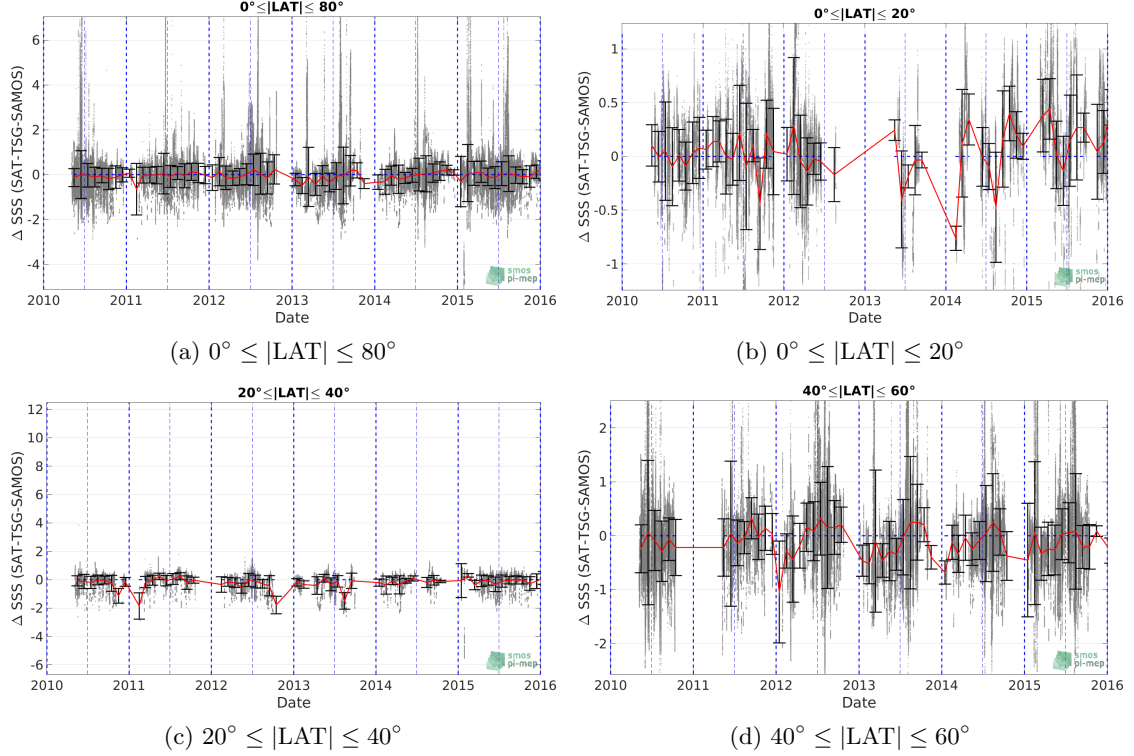 0°≤|LAT|≤ 80°
Δ SSS (SAT-TSG-SAMOS)
6
4
2
0
-2
-4
2010 2011 2012 2013 2014 2015 2016
Date
smos
pi-mep
(a) 0° ≤ |LAT| ≤ 80°
0°≤|LAT|≤ 20°
Δ SSS (SAT-TSG-SAMOS)
1
0.5
0
-0.5
-1
2010 2011 2012 2013 2014 2015 2016
Date
smos
pi-mep
(b) 0° ≤ |LAT| ≤ 20°
20°≤|LAT|≤ 40°
Δ SSS (SAT-TSG-SAMOS)
12
10
8
6
4
2
0
-2
-4
-6
2010 2011 2012 2013 2014 2015 2016
Date
smos
pi-mep
(c) 20° ≤ |LAT| ≤ 40°
40°≤|LAT|≤ 60°
Δ SSS (SAT-TSG-SAMOS)
2
1
0
-1
-2
2010 2011 2012 2013 2014 2015 2016
Date
smos
pi-mep
(d) 40° ≤ |LAT| ≤ 60°